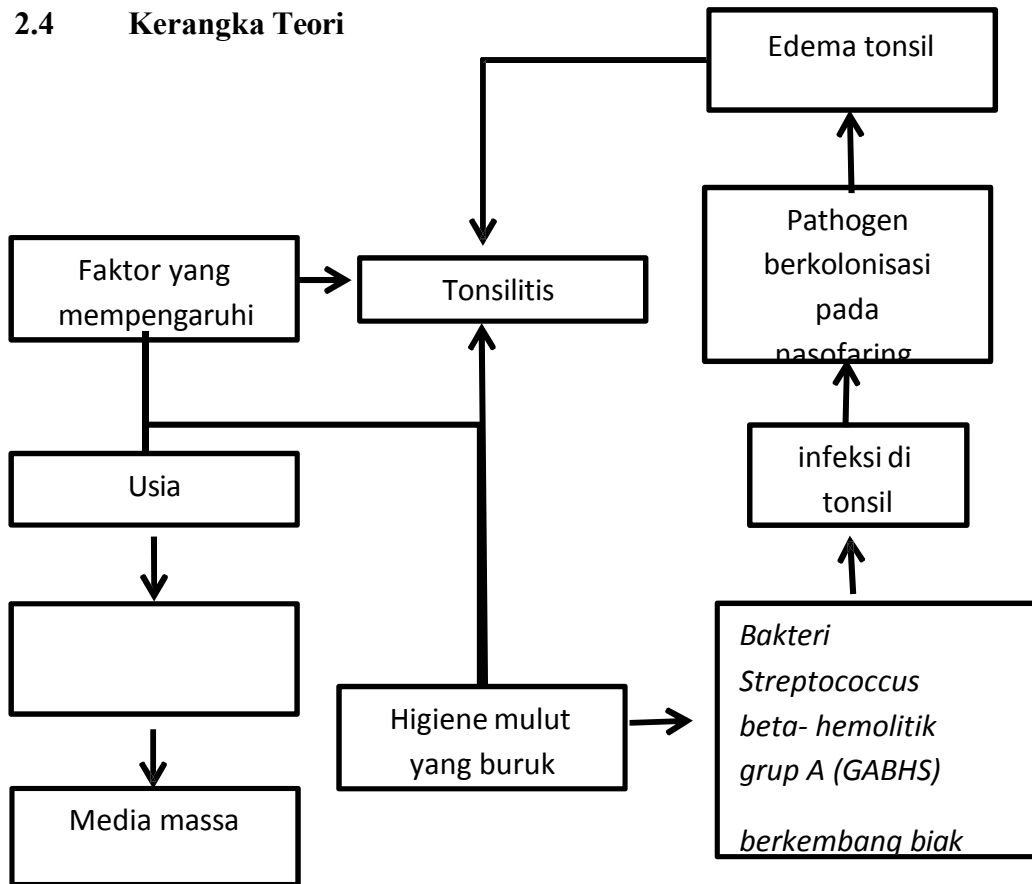 2.4 Kerangka Teori
Edema tonsil
Pathogen
berkolonisasi
pada
nasofaring
Faktor yang
mempengaruhi
Tonsilitis
infeksi di
tonsil
Usia
Bakteri
Streptococcus
beta- hemolitik
grup A (GABHS)
berkembang biak
Higiene mulut
yang buruk
Media massa